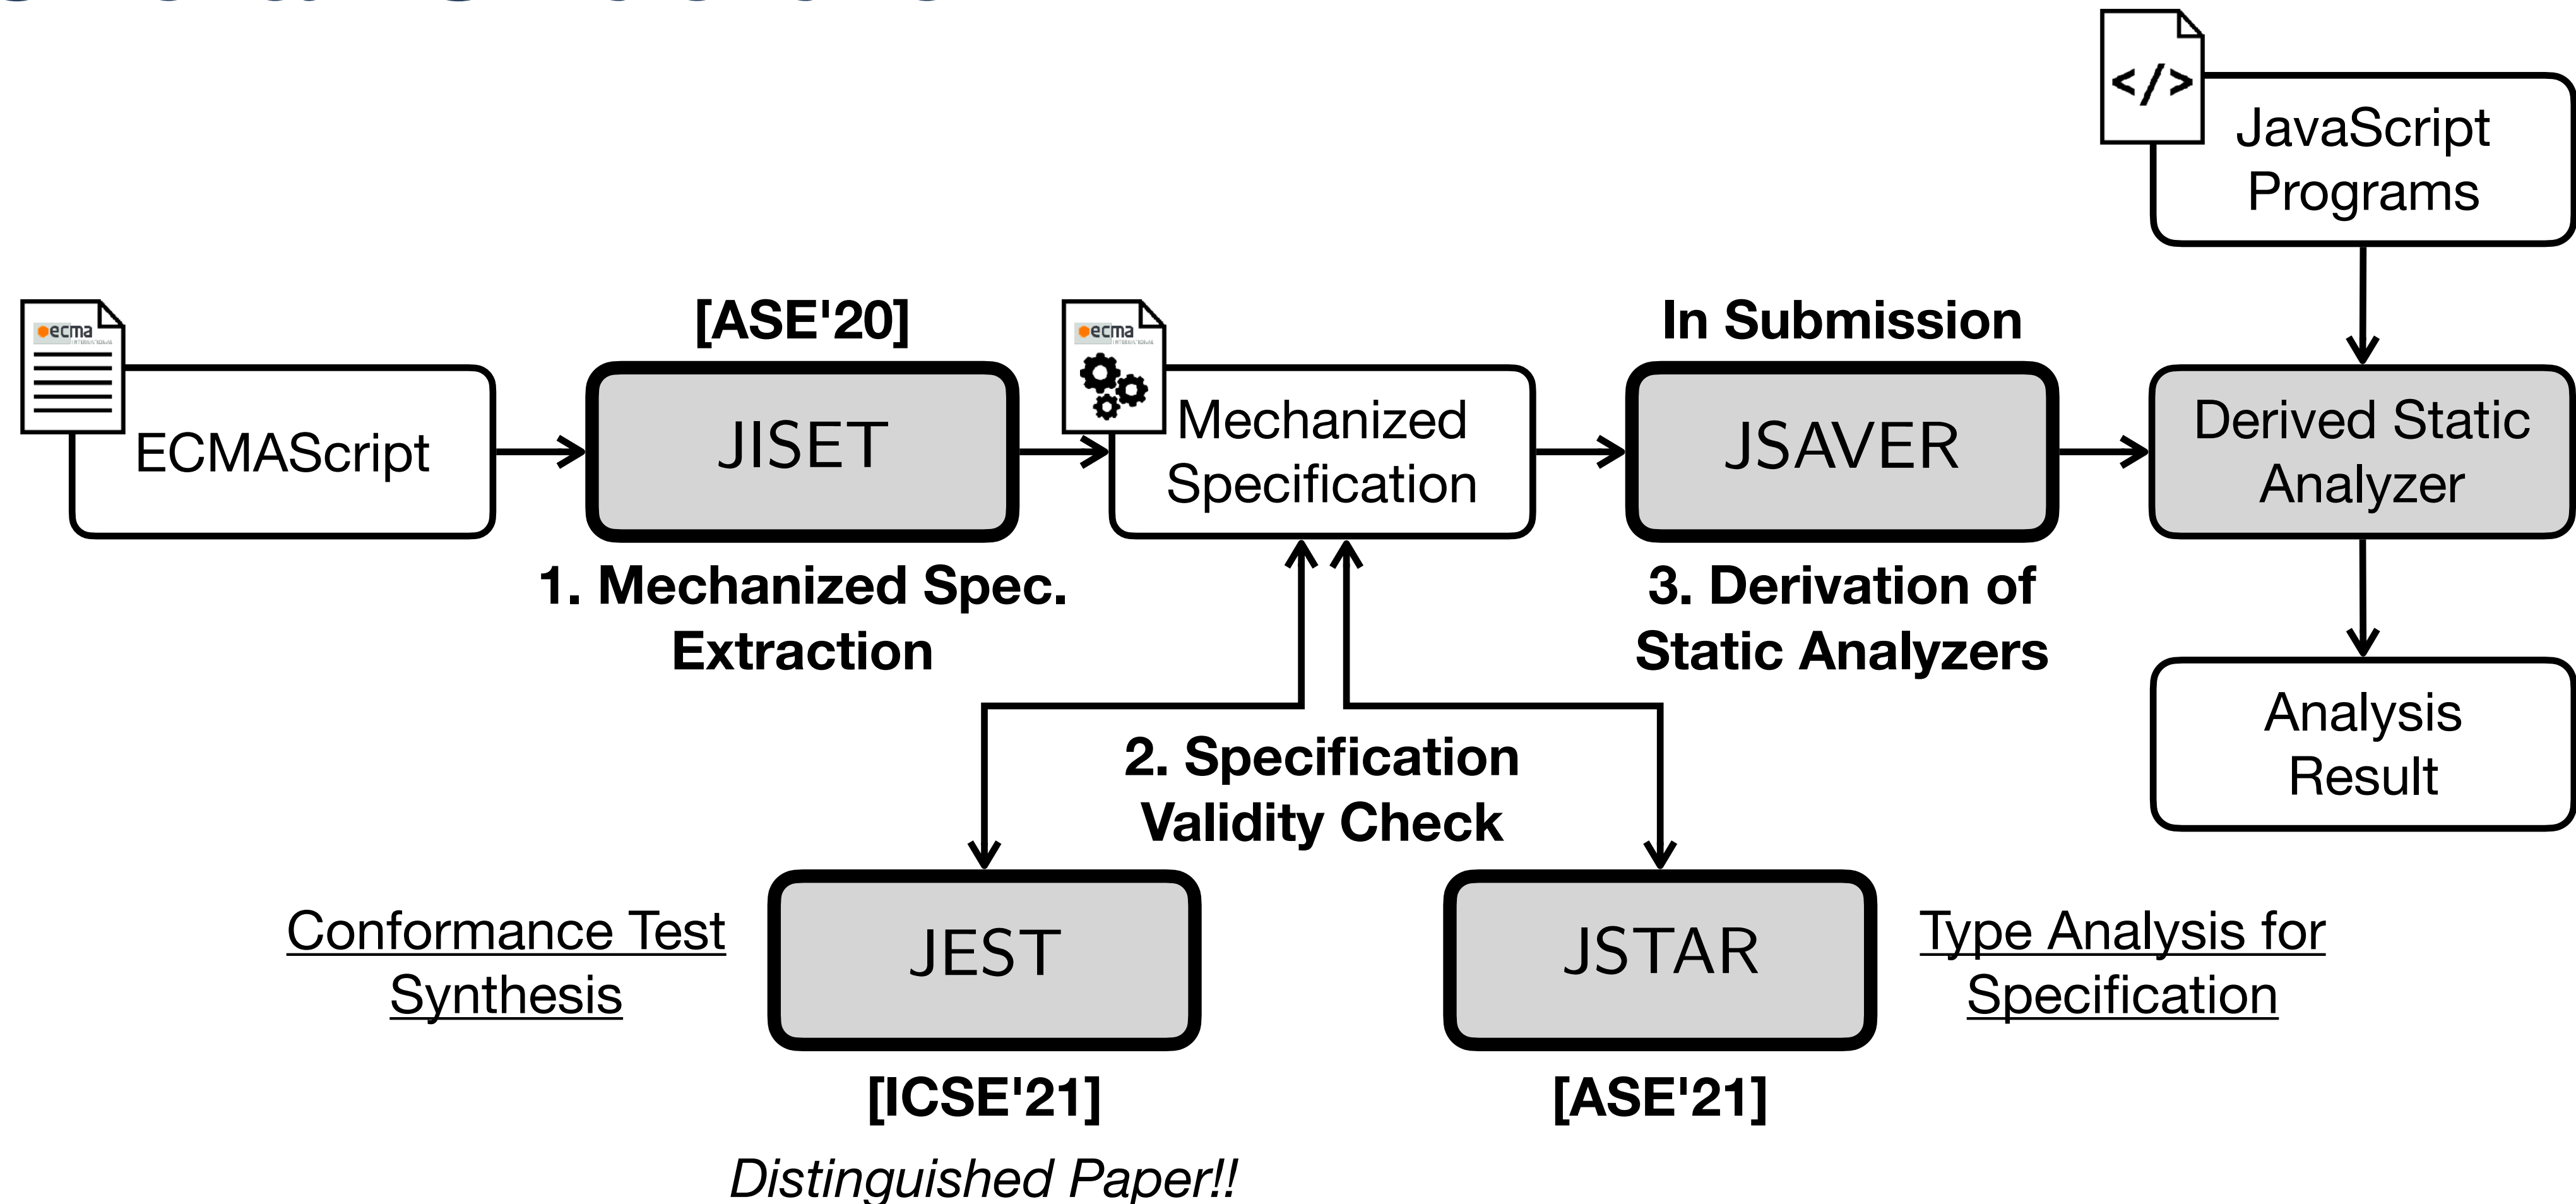 </>
JavaScript
Programs
ecma
ECMAScript
[ASE'20]
JISET
1. Mechanized Spec.
Extraction
ecma
Mechanized
Specification
In Submission
JSAVER
3. Derivation of
Static Analyzers
Derived Static
Analyzer
Analysis
Result
2. Specification
Validity Check
Conformance Test
Synthesis
JEST
[ICSE'21]
Distinguished Paper!!
JSTAR
[ASE'21]
Type Analysis for
Specification